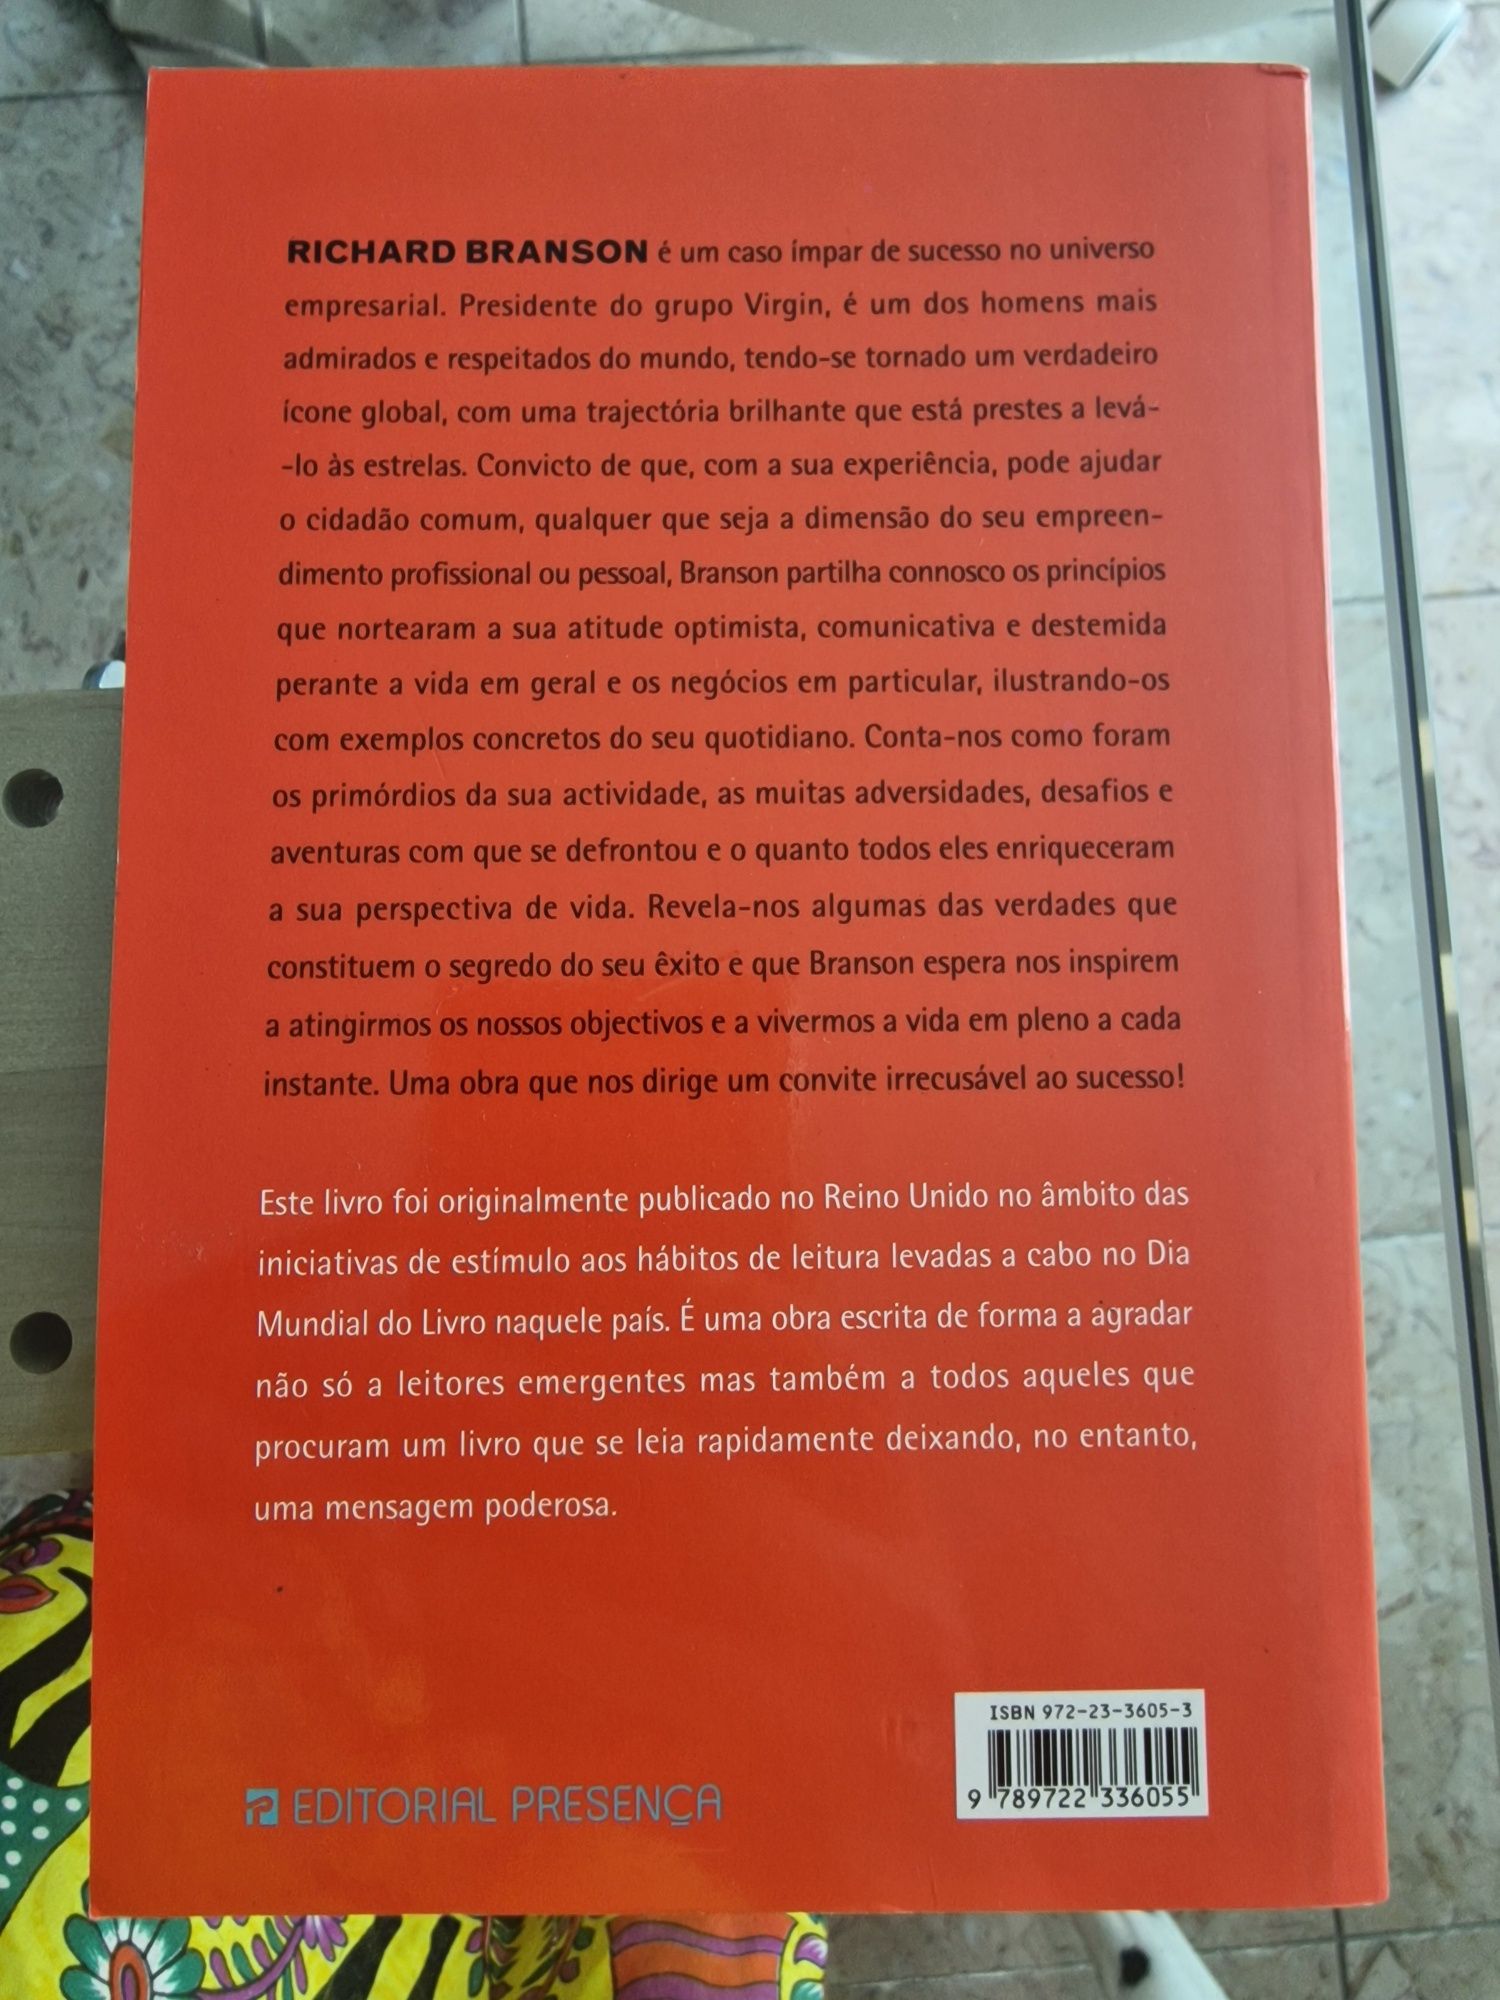 RICHARD BRANSON é um caso ímpar de sucesso no universo
empresarial. Presidente do grupo Virgin, é um dos homens mais
admirados e respeitados do mundo, tendo-se tornado um verdadeiro
ícone global, com uma trajectória brilhante que está prestes a levá-
-lo às estrelas. Convicto de que, com a sua experiência, pode ajudar
o cidadão comum, qualquer que seja a dimensão do seu empreen-
dimento profissional ou pessoal, Branson partilha connosco os princípios
que nortearam a sua atitude optimista, comunicativa e destemida
perante a vida em geral e os negócios em particular, ilustrando-os
com exemplos concretos do seu quotidiano. Conta-nos como foram
os primórdios da sua actividade, as muitas adversidades, desafios e
aventuras com que se defrontou e o quanto todos eles enriqueceram
a sua perspectiva de vida. Revela-nos algumas das verdades que
constituem o segredo do seu êxito e que Branson espera nos inspirem
a atingirmos os nossos objectivos e a vivermos a vida em pleno a cada
instante. Uma obra que nos dirige um convite irrecusável ao sucesso!
Este livro foi originalmente publicado no Reino Unido no âmbito das
iniciativas de estímulo aos hábitos de leitura levadas a cabo no Dia
Mundial do Livro naquele país. É uma obra escrita de forma a agradar
não só a leitores emergentes mas também a todos aqueles que
procuram um livro que se leia rapidamente deixando, no entanto,
uma mensagem poderosa.
ISBN 972-23-3605-3
9 789722 336055
EDITORIAL PRESENÇA